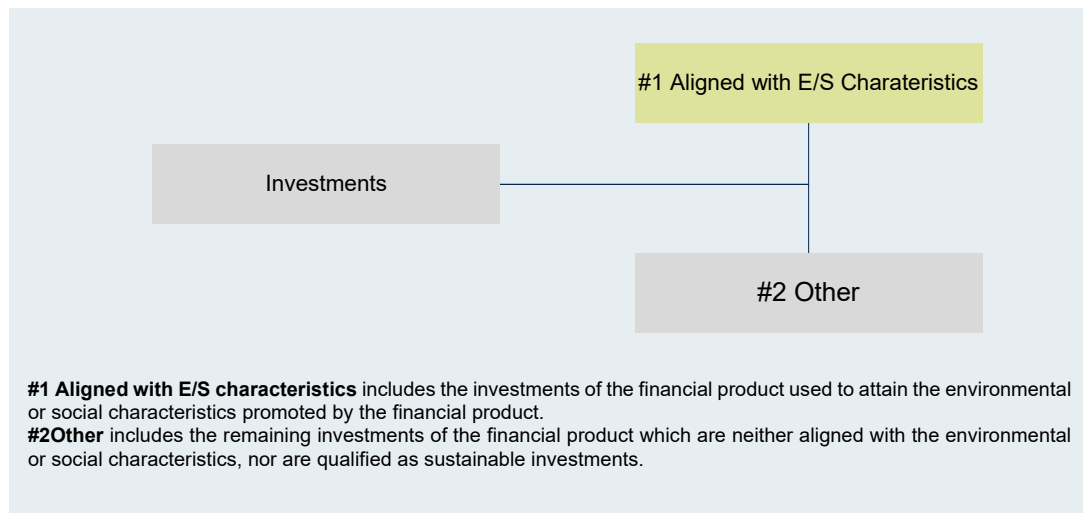 #1 Aligned with E/S Charateristics
Investments
#2 Other
#1 Aligned with E/S characteristics includes the investments of the financial product used to attain the environmental
or social characteristics promoted by the financial product.
#2Other includes the remaining investments of the financial product which are neither aligned with the environmental
or social characteristics, nor are qualified as sustainable investments.